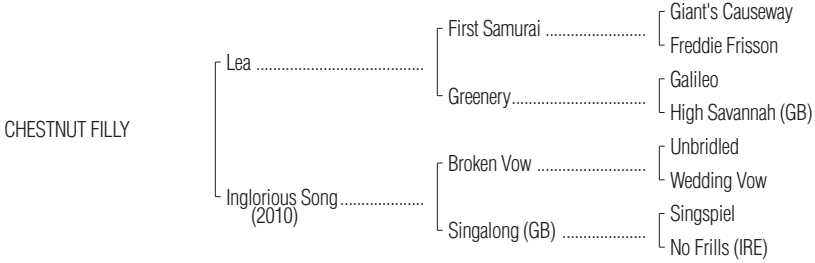 Giant's Causeway
First Samurai ........................
Freddie Frisson
Lea ........................................
Galileo
Greenery................................
High Savannah (GB)
CHESTNUT FILLY
Unbridled
Broken Vow ..........................
Wedding Vow
Inglorious Song....................
(2010)
Singspiel
Singalong (GB) ....................
No Frills (IRE)